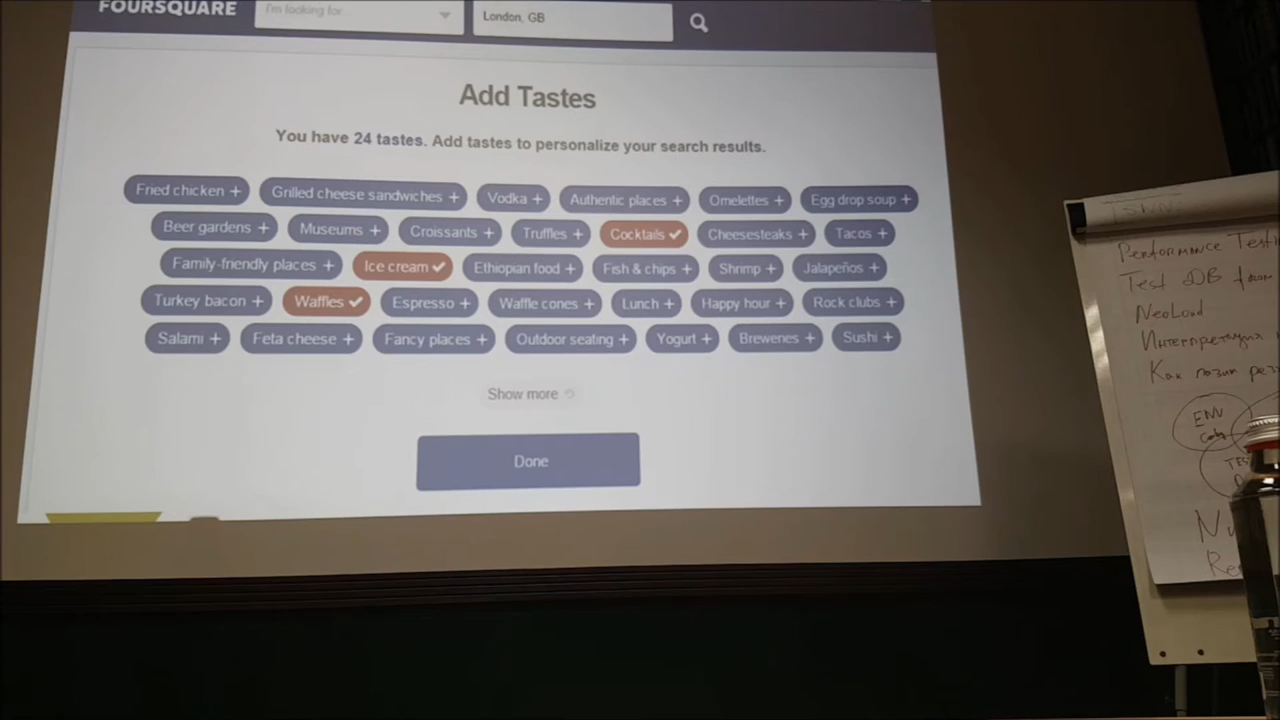 FOURSQUARE
I'm looking for
London, GB
Add Tastes
You have 24 tastes. Add tastes to personalize your search results.
Fried chicken + Grilled cheese sandwiches + Vodka + Authentic places + Omelettes + Egg drop soup +
Beer gardens + Museums + Croissants + Truffles + Cocktails ✓ Cheesesteaks + Tacos +
Family-friendly places + Ice cream ✓ Ethiopian food + Fish & chips + Shrimp + Jalapeños +
Turkey bacon + Waffles ✓ Espresso + Waffle cones + Lunch + Happy hour + Rock clubs +
Salami + Feta cheese + Fancy places + Outdoor seating + Yogurt + Breweries + Sushi +
Show more
Done
Performance Testi
Test DB from
NeoLoad
Интерпретация
Как
ENV